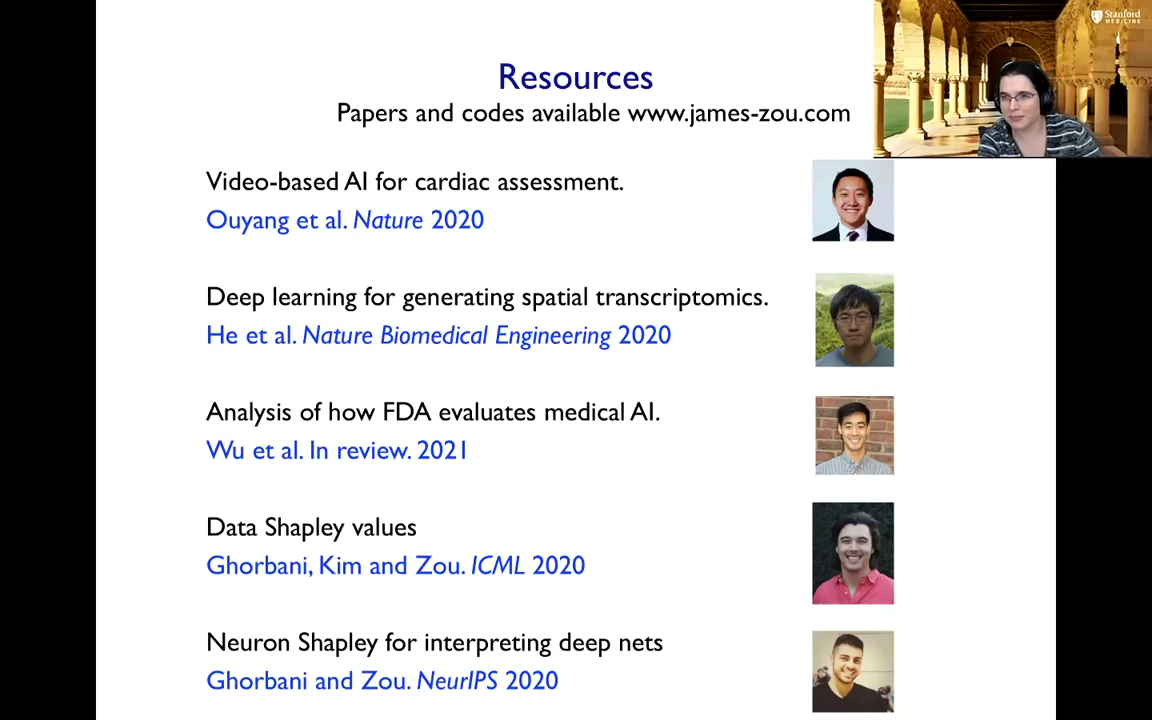 Resources
Papers and codes available www.james-zou.com
Stanford
MEDICINE
Video-based AI for cardiac assessment.
Ouyang et al. Nature 2020
Deep learning for generating spatial transcriptomics.
He et al. Nature Biomedical Engineering 2020
Analysis of how FDA evaluates medical AI.
Wu et al. In review. 2021
Data Shapley values
Ghorbani, Kim and Zou. ICML 2020
Neuron Shapley for interpreting deep nets
Ghorbani and Zou. NeurIPS 2020